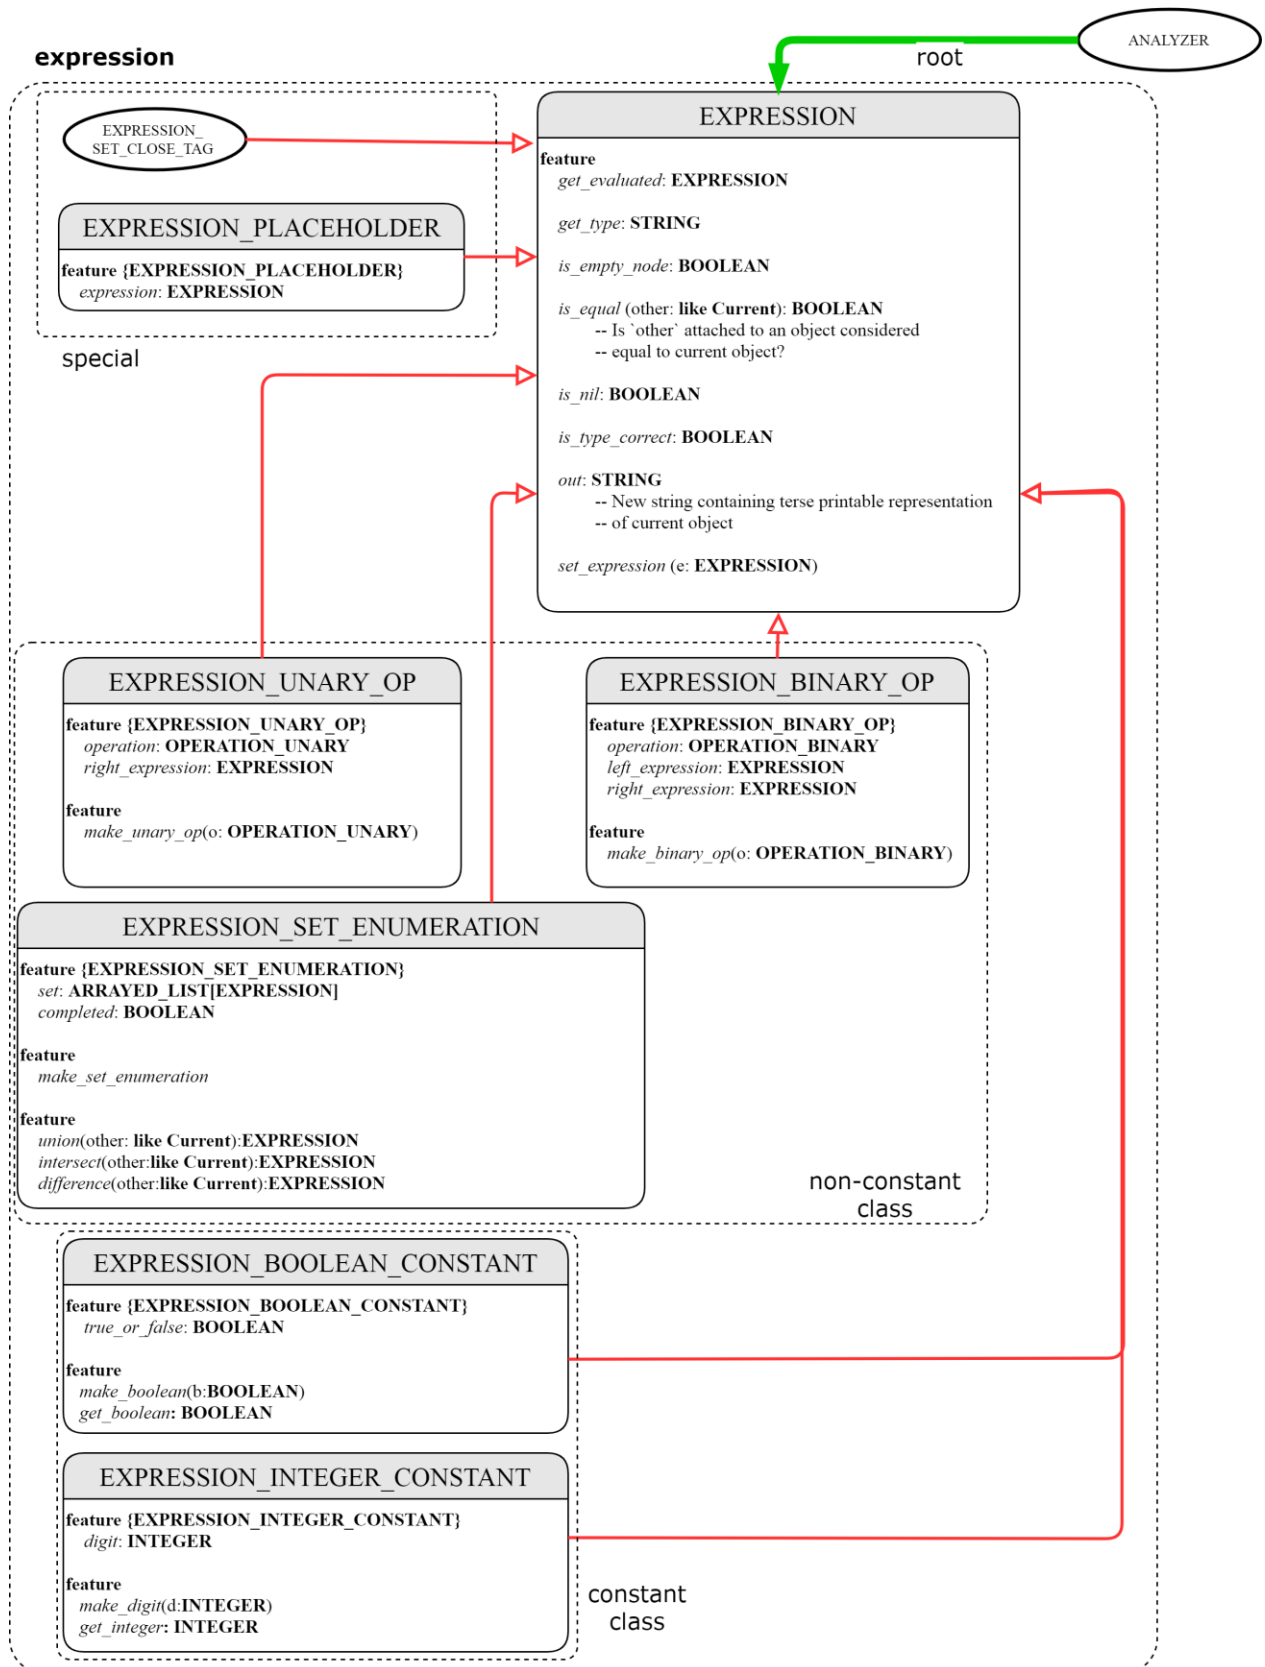 ANALYZER
root
expression
EXPRESSION_
SET_CLOSE_TAG
EXPRESSION_PLACEHOLDER
feature {EXPRESSION_PLACEHOLDER}
expression: EXPRESSION
special
EXPRESSION
feature
get_evaluated: EXPRESSION
get_type: STRING
is_empty_node: BOOLEAN
is_equal (other: like Current): BOOLEAN
-- Is `other` attached to an object considered
-- equal to current object?
is_nil: BOOLEAN
is_type_correct: BOOLEAN
out: STRING
-- New string containing terse printable representation
-- of current object
set_expression (e: EXPRESSION)
EXPRESSION_UNARY_OP
feature {EXPRESSION_UNARY_OP}
operation: OPERATION_UNARY
right_expression: EXPRESSION
feature
make_unary_op(o: OPERATION_UNARY)
EXPRESSION_BINARY_OP
feature {EXPRESSION_BINARY_OP}
operation: OPERATION_BINARY
left_expression: EXPRESSION
right_expression: EXPRESSION
feature
make_binary_op(o: OPERATION_BINARY)
EXPRESSION_SET_ENUMERATION
feature {EXPRESSION_SET_ENUMERATION}
set: ARRAYED_LIST[EXPRESSION]
completed: BOOLEAN
feature
make_set_enumeration
feature
union(other: like Current):EXPRESSION
intersect(other:like Current):EXPRESSION
difference(other:like Current):EXPRESSION
non-constant
class
EXPRESSION_BOOLEAN_CONSTANT
feature {EXPRESSION_BOOLEAN_CONSTANT}
true_or_false: BOOLEAN
feature
make_boolean(b:BOOLEAN)
get_boolean: BOOLEAN
EXPRESSION_INTEGER_CONSTANT
feature {EXPRESSION_INTEGER_CONSTANT}
digit: INTEGER
feature
make_digit(d:INTEGER)
get_integer: INTEGER
constant
class